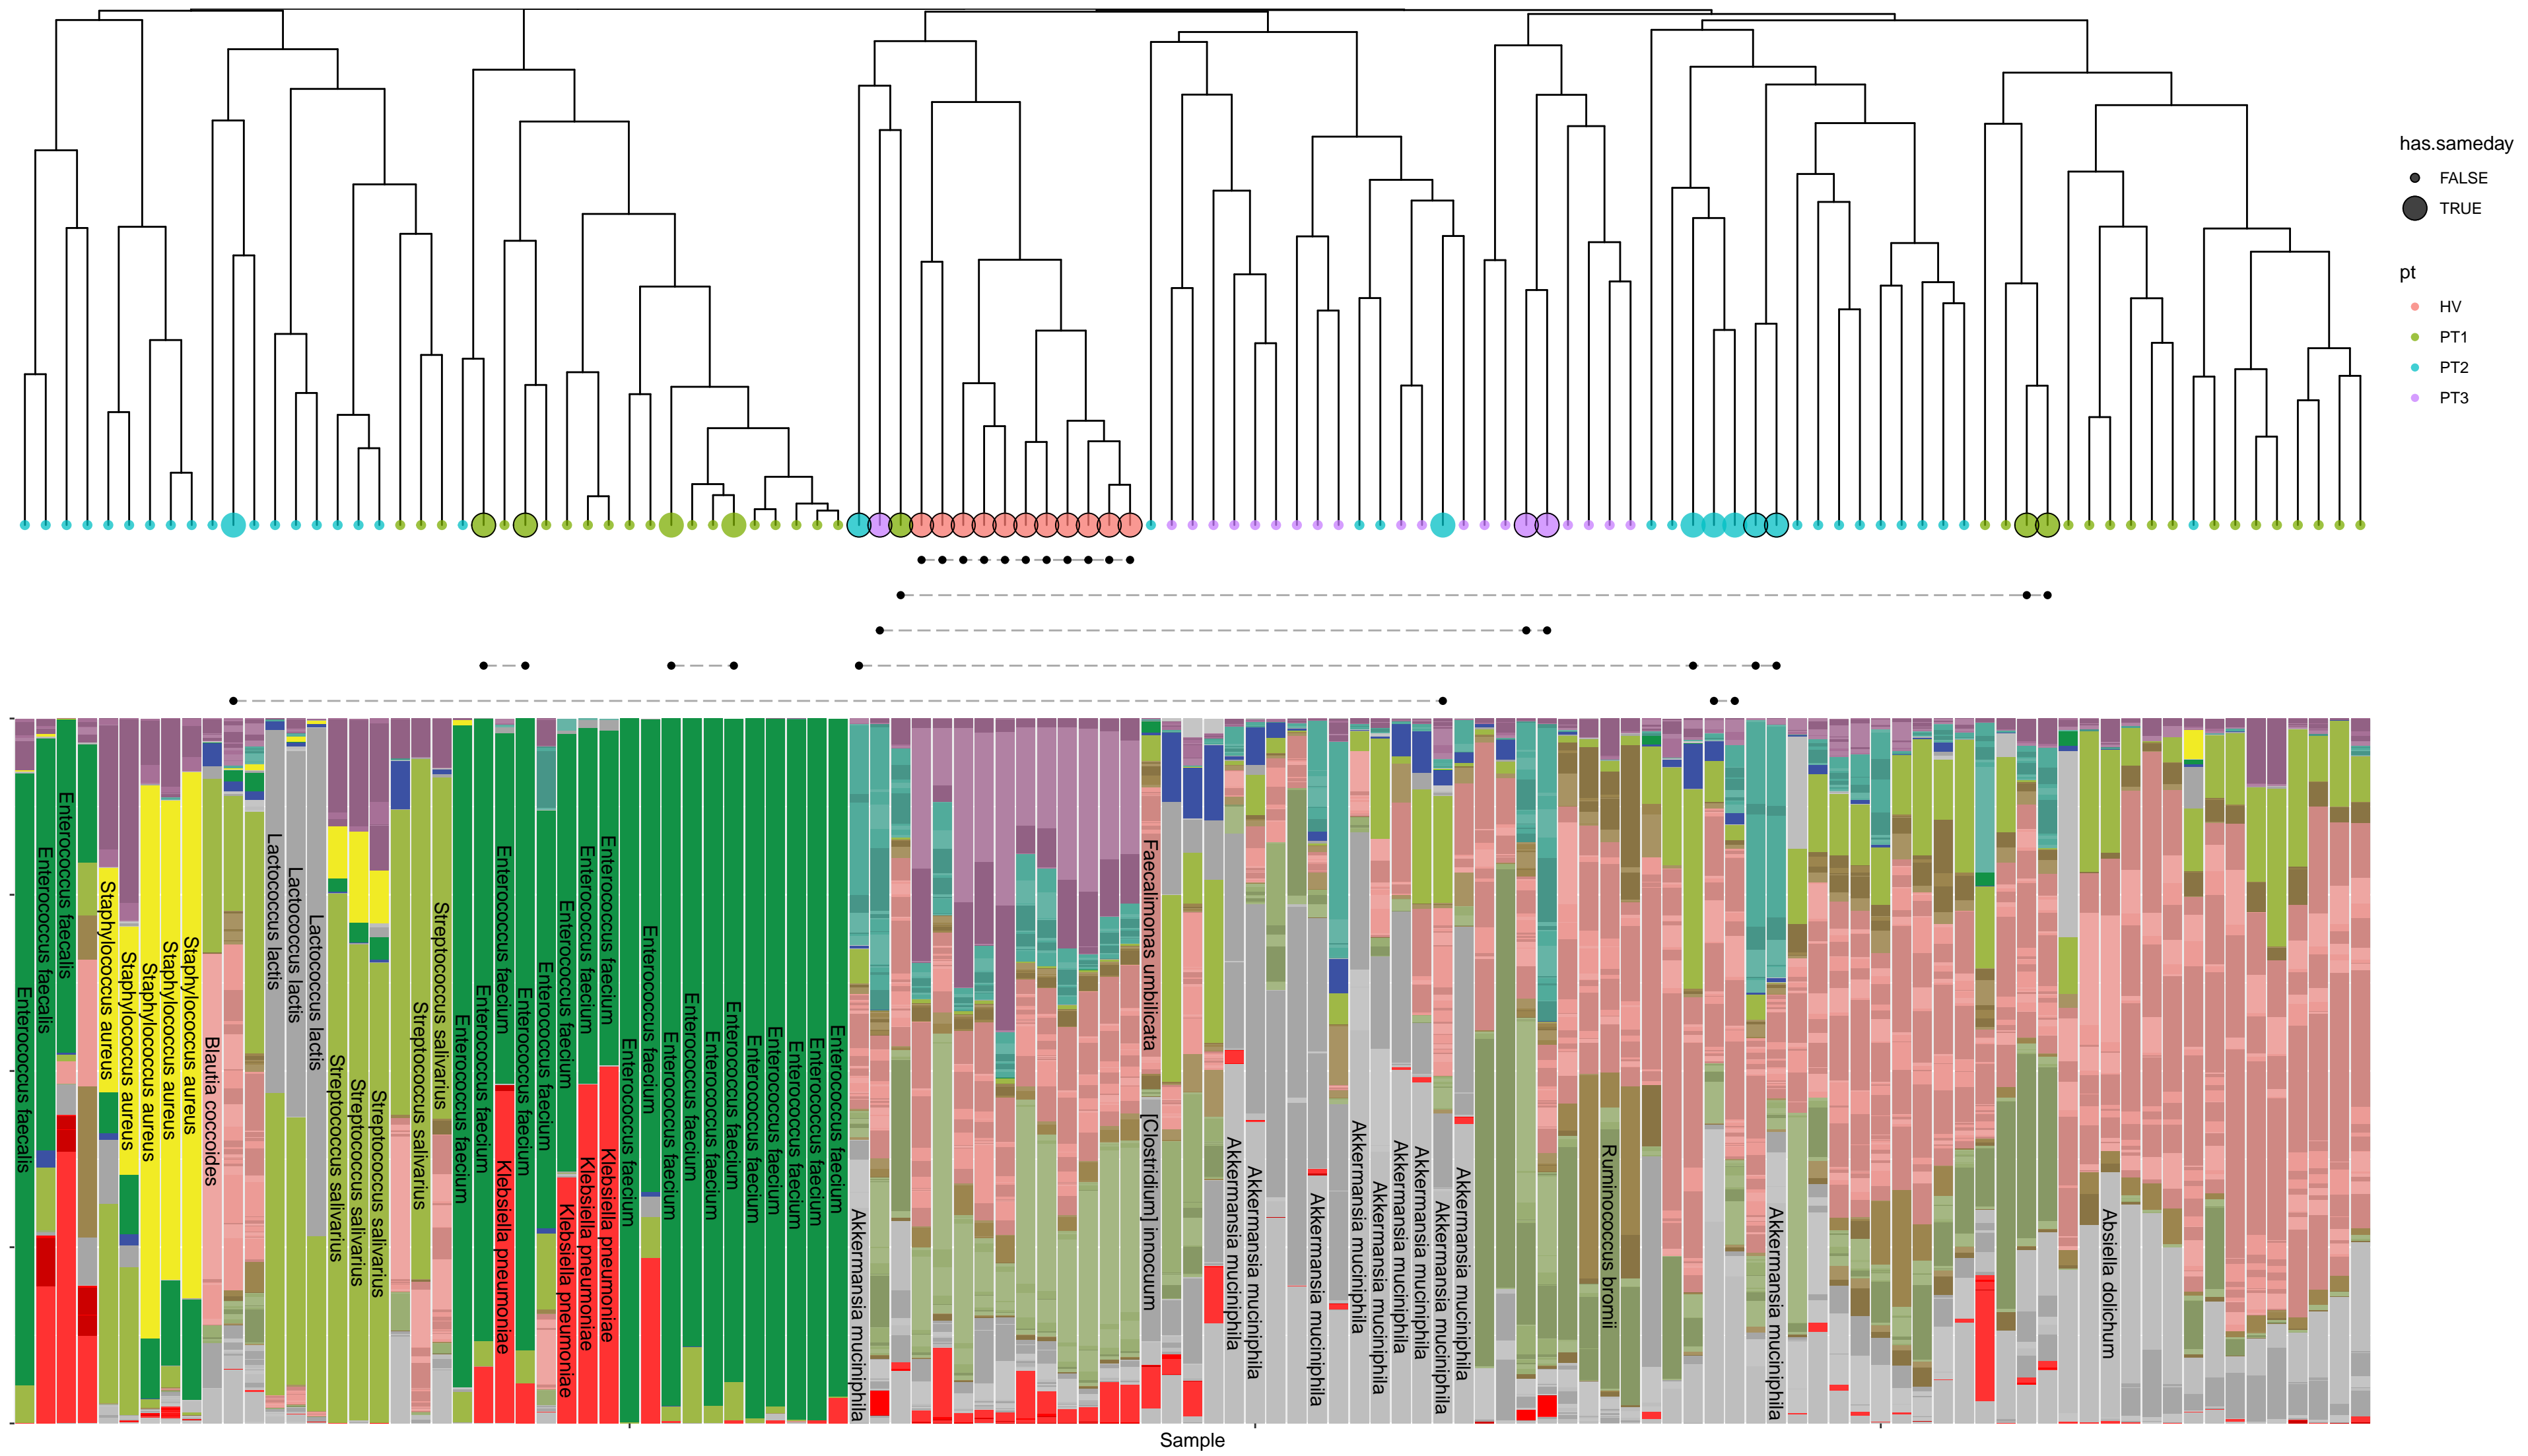 has.sameday
FALSE
TRUE
pt
HV
PT1
PT2
PT3
Enterococcus faecalis
Enterococcus faecalis
Enterococcus faecalis
Staphylococcus aureus
Staphylococcus aureus
Staphylococcus aureus
Staphylococcus aureus
Staphylococcus aureus
Blautia coccoides
Lactococcus lactis
Lactococcus lactis
Lactococcus lactis
Streptococcus salivarius
Streptococcus salivarius
Streptococcus salivarius
Streptococcus salivarius
Streptococcus salivarius
Enterococcus faecium
Enterococcus faecium
Enterococcus faecium
Klebsiella pneumoniae
Enterococcus faecium
Enterococcus faecium
Enterococcus faecium
Klebsiella pneumoniae
Enterococcus faecium
Klebsiella pneumoniae
Enterococcus faecium
Klebsiella pneumoniae
Enterococcus faecium
Enterococcus faecium
Enterococcus faecium
Enterococcus faecium
Enterococcus faecium
Enterococcus faecium
Enterococcus faecium
Enterococcus faecium
Enterococcus faecium
Enterococcus faecium
Enterococcus faecium
Akkermansia muciniphila
Faecalimonas umbilicata
[Clostridium] innocuum
Akkermansia muciniphila
Akkermansia muciniphila
Akkermansia muciniphila
Akkermansia muciniphila
Akkermansia muciniphila
Akkermansia muciniphila
Akkermansia muciniphila
Akkermansia muciniphila
Akkermansia muciniphila
Ruminococcus bromii
Akkermansia muciniphila
Absiella dolichum
Sample